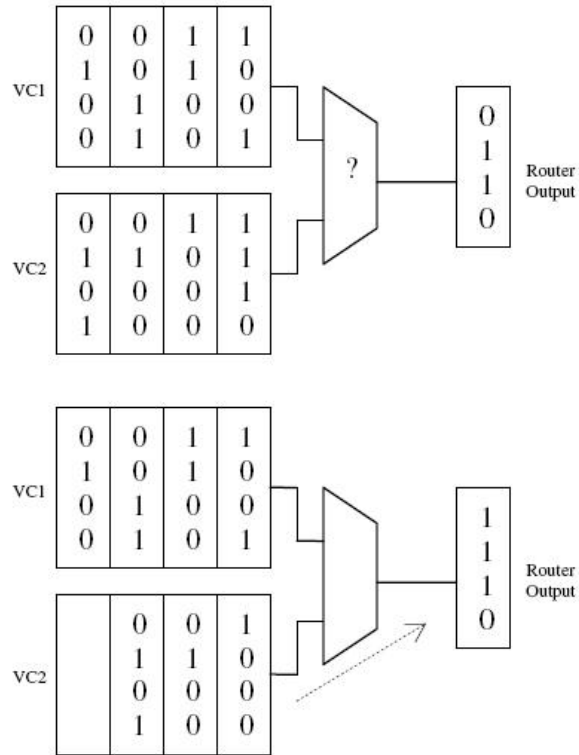 VC1
0 0 1 1
1 0 1 0
0 1 0 0
0 1 0 1
VC2
0 0 1 1
1 1 0 1
0 0 0 1
1 0 0 0
?
0
1
1
0
Router
Output
VC1
0 0 1 1
1 0 1 0
0 1 0 0
0 1 0 1
VC2
0 0 1
1 1 0
0 0 0
1 0 0
1
1
1
0
Router
Output